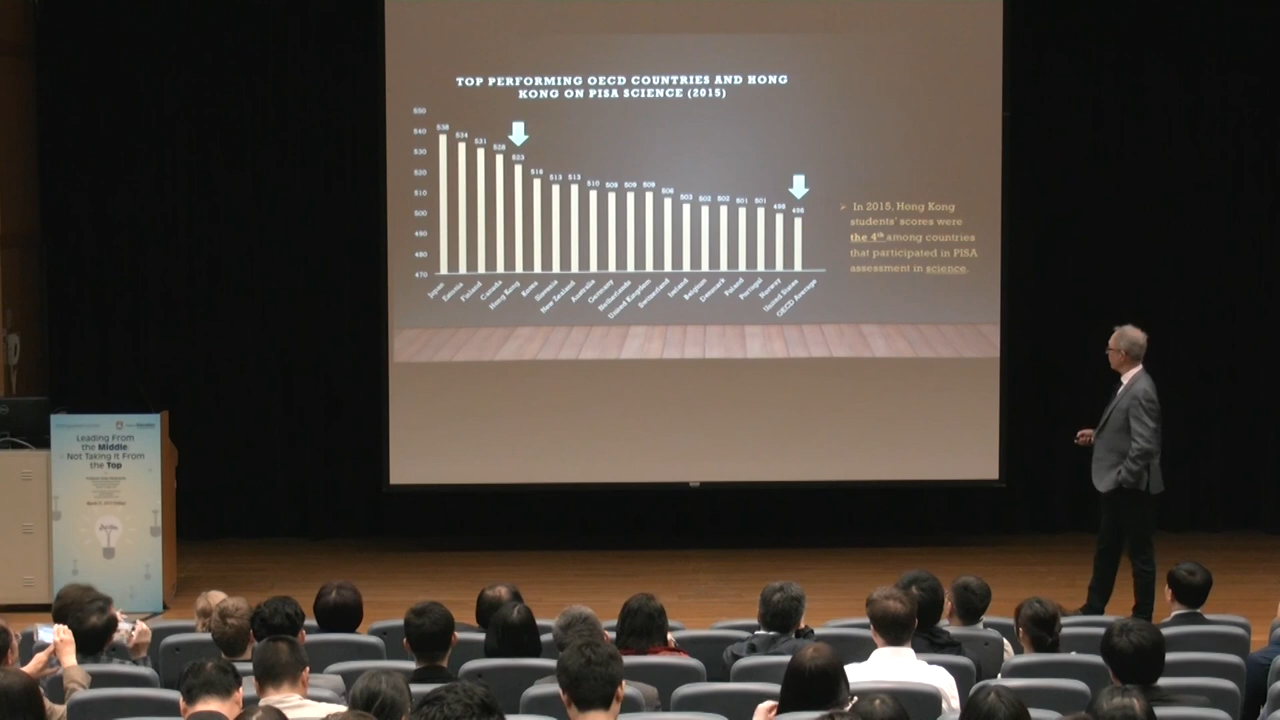 TOP PERFORMING OECD COUNTRIES AND HONG
KONG ON PISA SCIENCE (2015)
550
540
530
520
510
500
490
480
470
538
534
531
528
523
516
513
513
510
509
509
509
506
503
502
502
501
501
498
496
Japan
Estonia
Finland
Canada
Hong Kong
Korea
Slovenia
New Zealand
Australia
Germany
Netherlands
United Kingdom
Switzerland
Ireland
Belgium
Denmark
Poland
Portugal
Norway
United States
OECD Average
➢ In 2015, Hong Kong
students' scores were
the 4th among countries
that participated in PISA
assessment in science.
Leading From
the Middle:
Not Taking It From
the Top